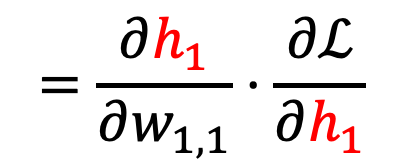 = ∂h₁/∂w₁,₁ · ∂ℒ/∂h₁